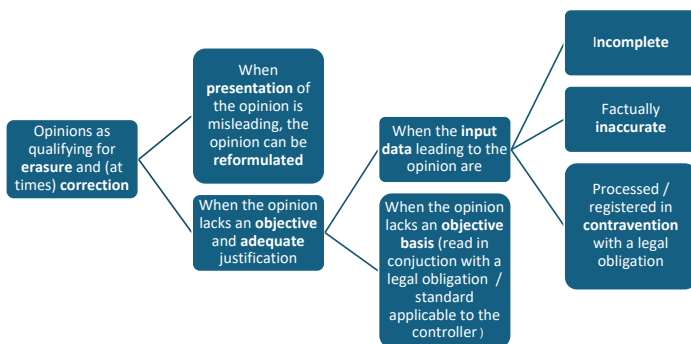 Opinions as
qualifying for
erasure and (at
times) correction
When
presentation of
the opinion is
misleading, the
opinion can be
reformulated
When the opinion
lacks an objective
and adequate
justification
When the input
data leading to the
opinion are
When the opinion
lacks an objective
basis (read in
conjuction with a
legal obligation /
standard
applicable to the
controller)
Incomplete
Factually
inaccurate
Processed /
registered in
contravention
with a legal
obligation